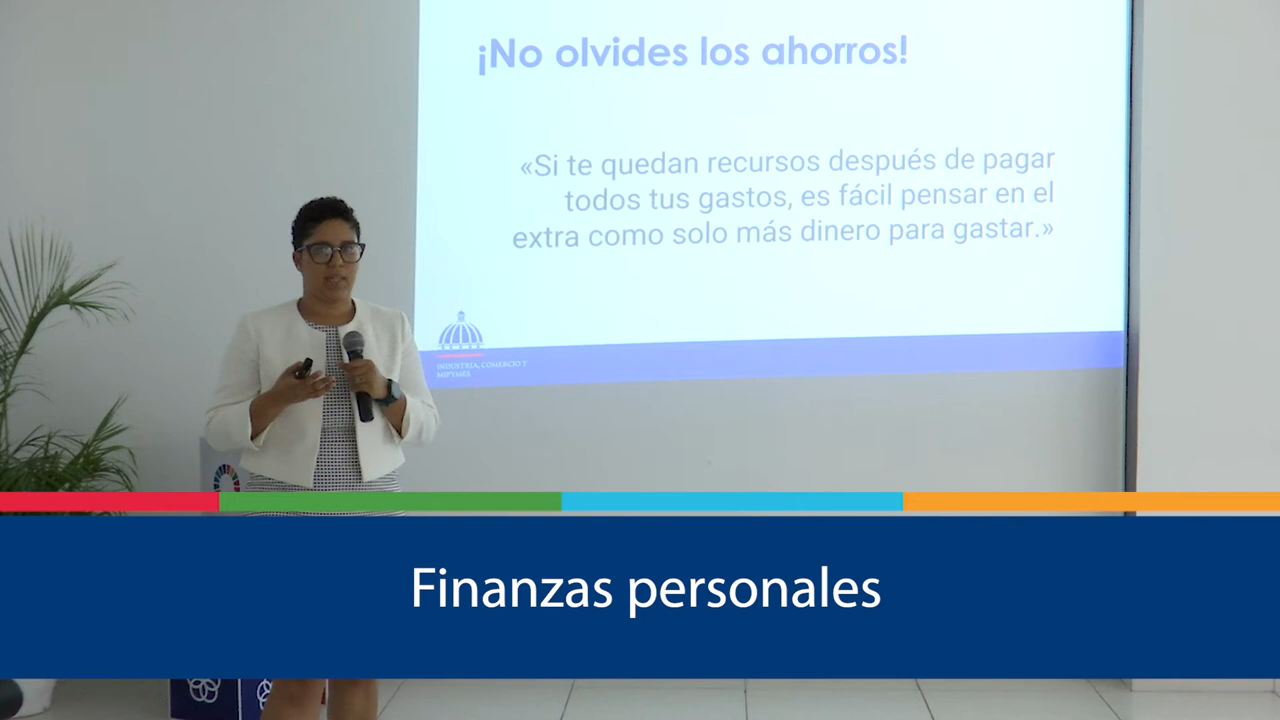 ¡No olvides los ahorros!
«Si te quedan recursos después de pagar
todos tus gastos, es fácil pensar en el
extra como solo más dinero para gastar.»
INDUSTRIA, COMERCIO Y
MIPYMES
Finanzas personales